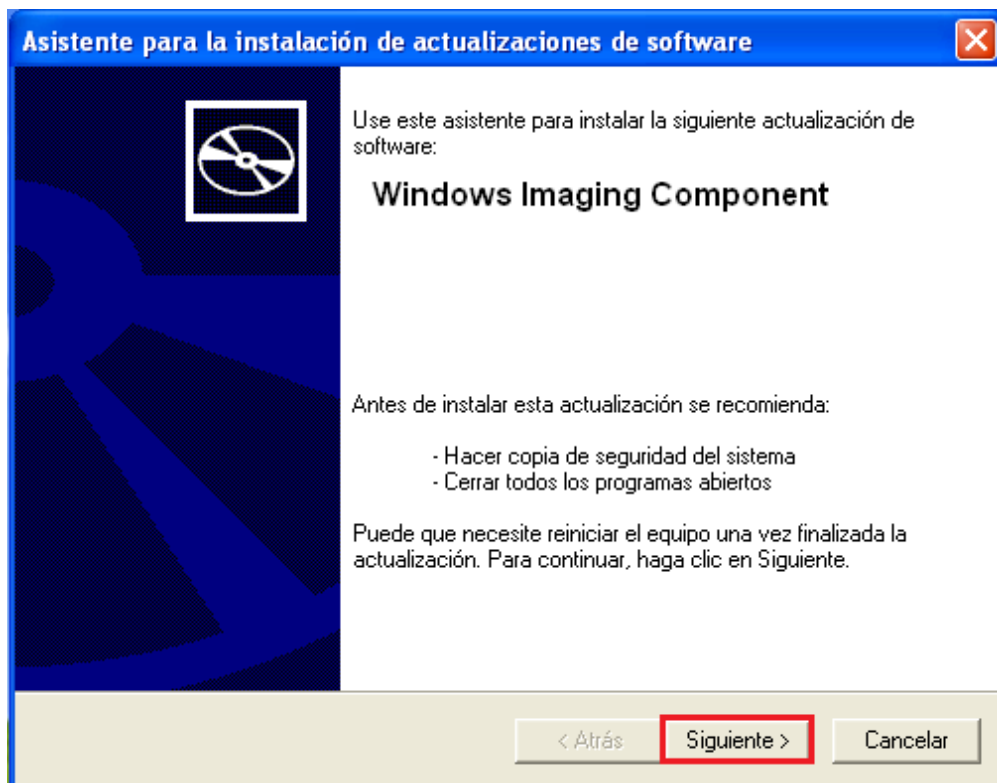 Asistente para la instalación de actualizaciones de software
Use este asistente para instalar la siguiente actualización de
software:
Windows Imaging Component
Antes de instalar esta actualización se recomienda:
- Hacer copia de seguridad del sistema
- Cerrar todos los programas abiertos
Puede que necesite reiniciar el equipo una vez finalizada la
actualización. Para continuar, haga clic en Siguiente.
< Atrás Siguiente > Cancelar